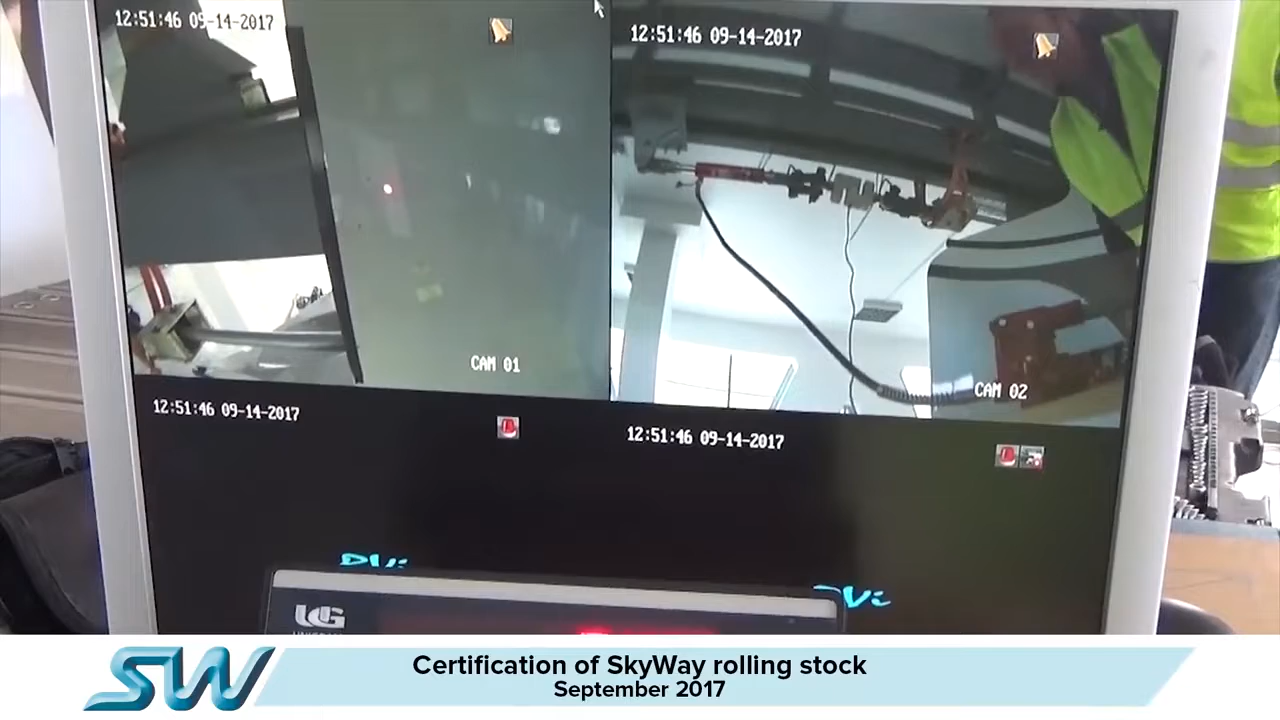 12:51:46 09-14-2017
12:51:46 09-14-2017
CAM 01
CAM 02
12:51:46 09-14-2017
12:51:46 09-14-2017
UG
SW
Certification of SkyWay rolling stock
September 2017